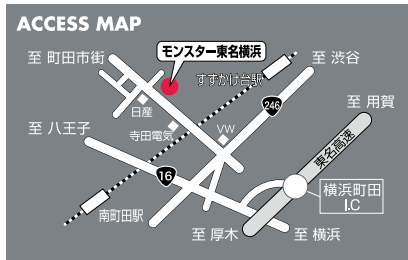 ACCESS MAP
モンスター東名横浜
至 町田市街
至 渋谷
すずかけ台駅
246
至 用賀
日産
至 八王子
寺田電気
VW
東名高速
16
横浜町田
I.C
南町田駅
至 厚木
至 横浜